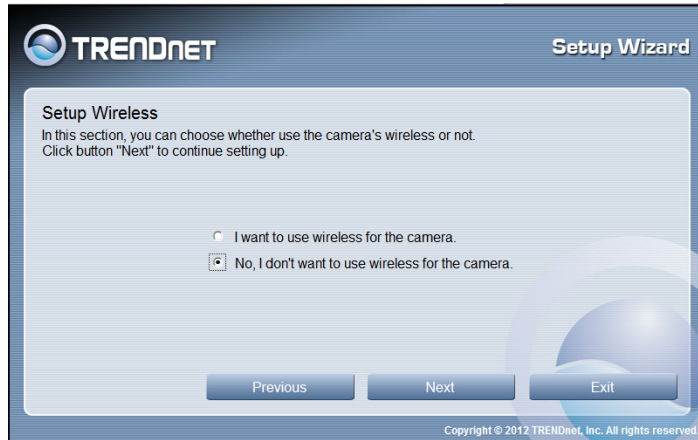 TRENDNET
Setup Wizard
Setup Wireless
In this section, you can choose whether use the camera's wireless or not.
Click button "Next" to continue setting up.
I want to use wireless for the camera.
No, I don't want to use wireless for the camera.
Previous
Next
Exit
Copyright © 2012 TRENDnet, Inc. All rights reserved